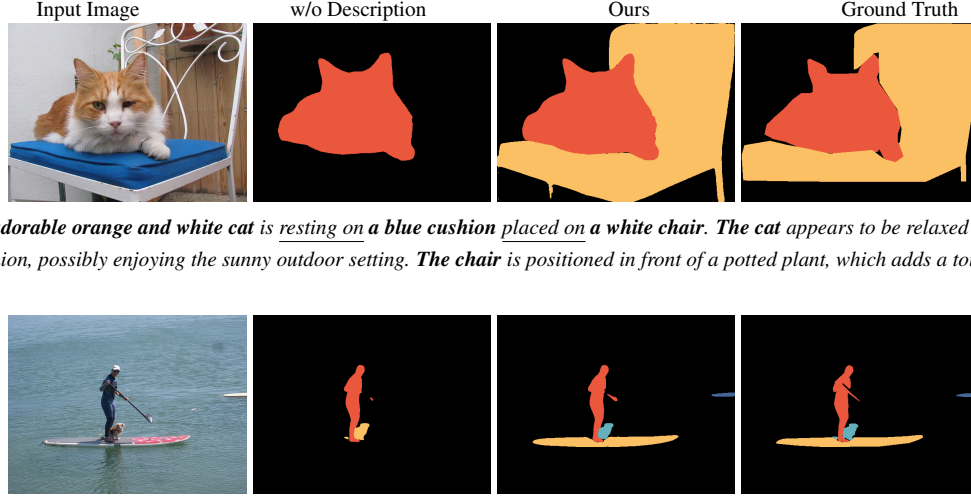 Input Image w/o Description Ours Ground Truth
dorable orange and white cat is resting on a blue cushion placed on a white chair. The cat appears to be relaxed
ion, possibly enjoying the sunny outdoor setting. The chair is positioned in front of a potted plant, which adds a